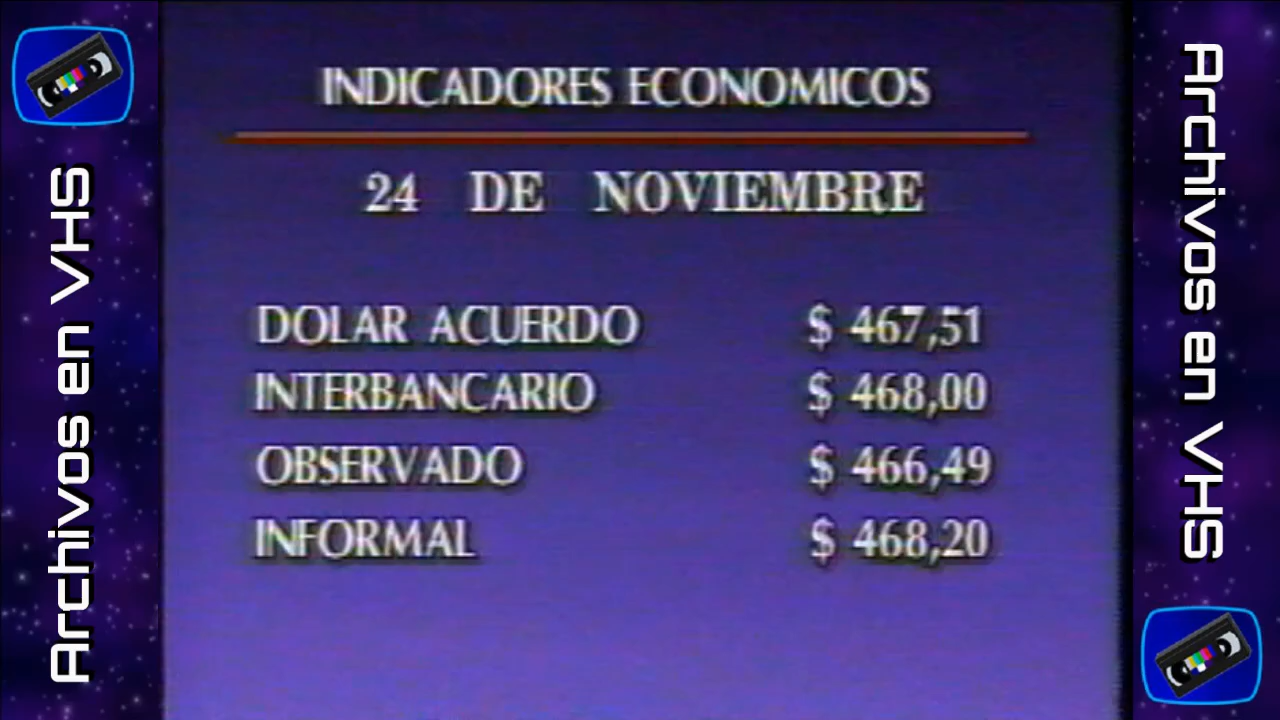 Archivos en VHS
INDICADORES ECONOMICOS
24 DE NOVIEMBRE
DOLAR ACUERDO $ 467,51
INTERBANCARIO $ 468,00
OBSERVADO $ 466,49
INFORMAL $ 468,20
Archivos en VHS